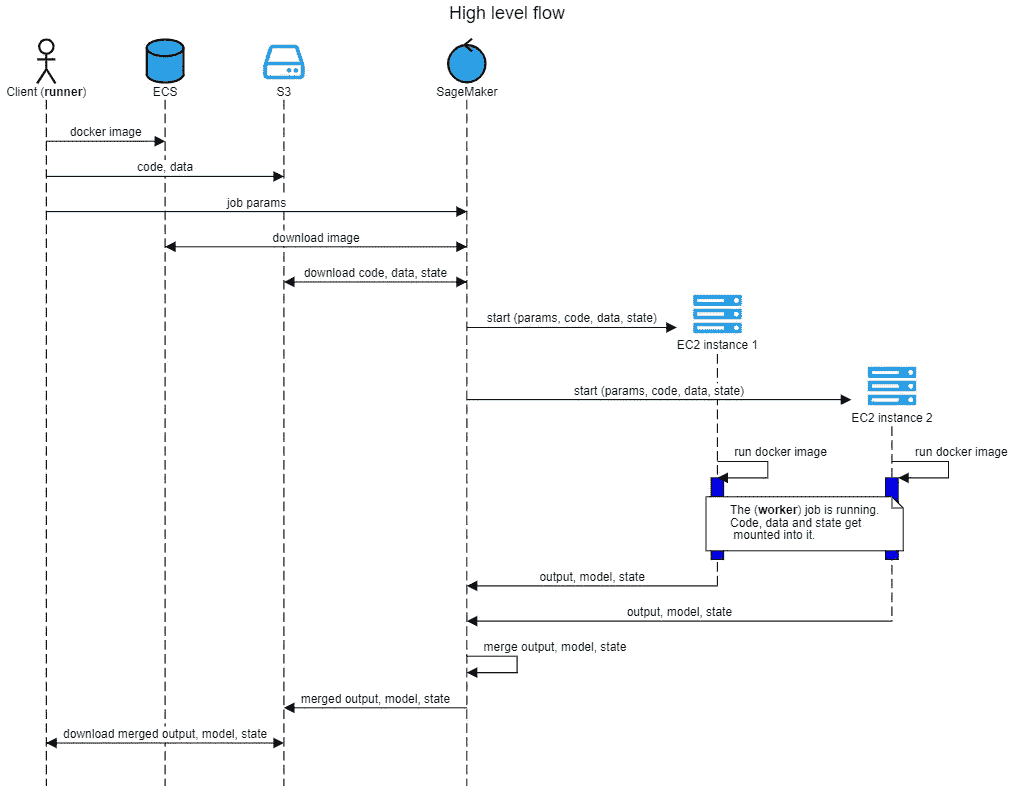 High level flow
Client (runner)
ECS
S3
SageMaker
docker image
code, data
job params
download image
download code, data, state
start (params, code, data, state)
EC2 instance 1
start (params, code, data, state)
EC2 instance 2
run docker image
run docker image
The (worker) job is running.
Code, data and state get
mounted into it.
output, model, state
output, model, state
merge output, model, state
merged output, model, state
download merged output, model, state